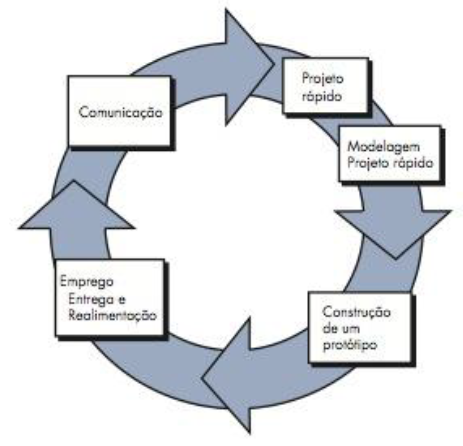 Comunicação
Projeto
rápido
Modelagem
Projeto rápido
Construção
de um
protótipo
Emprego
Entrega e
Realimentação